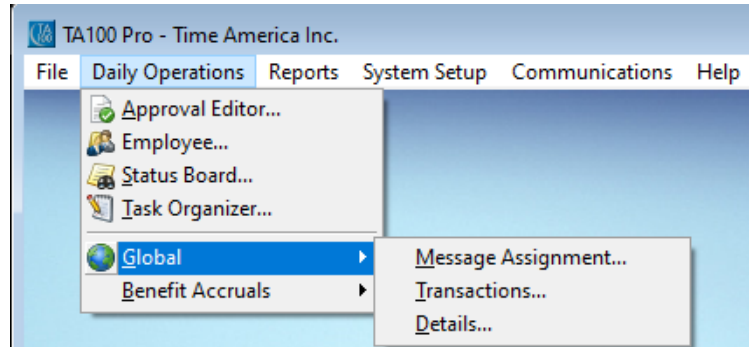 TA100 Pro - Time America Inc.
File Daily Operations Reports System Setup Communications Help
Approval Editor...
Employee...
Status Board...
Task Organizer...
Global
Benefit Accruals
Message Assignment...
Transactions...
Details...